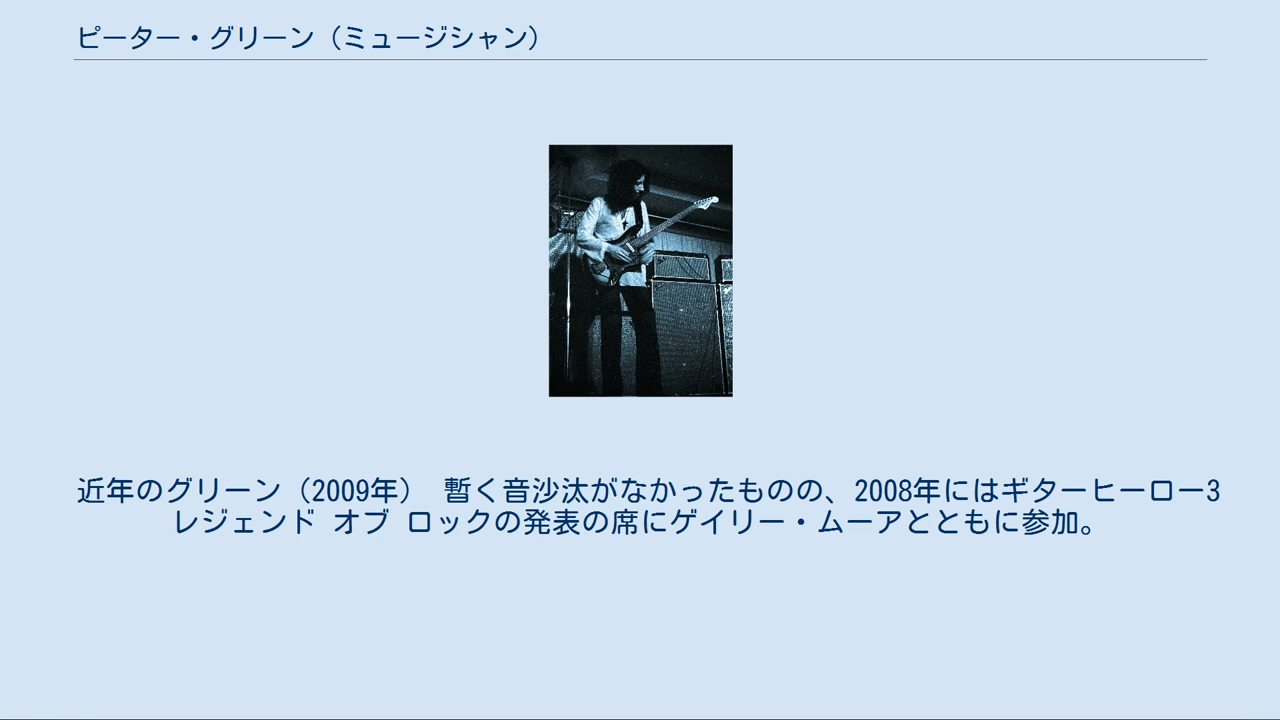 ピーター・グリーン（ミュージシャン）
近年のグリーン（2009年） 暫く音沙汰がなかったものの、2008年にはギターヒーロー3
レジェンド オブ ロックの発表の席にゲイリー・ムーアとともに参加。